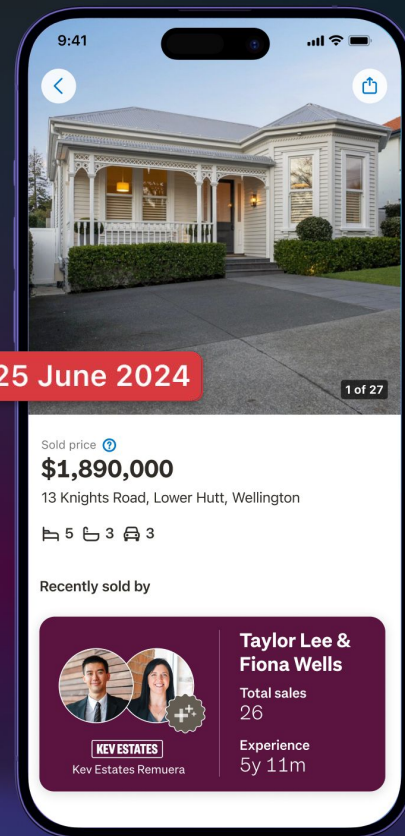 9:41
1 of 27
25 June 2024
Sold price
$1,890,000
13 Knights Road, Lower Hutt, Wellington
5 3 3
Recently sold by
Taylor Lee &
Fiona Wells
Total sales
26
Experience
5y 11m
KEV ESTATES
Kev Estates Remuera